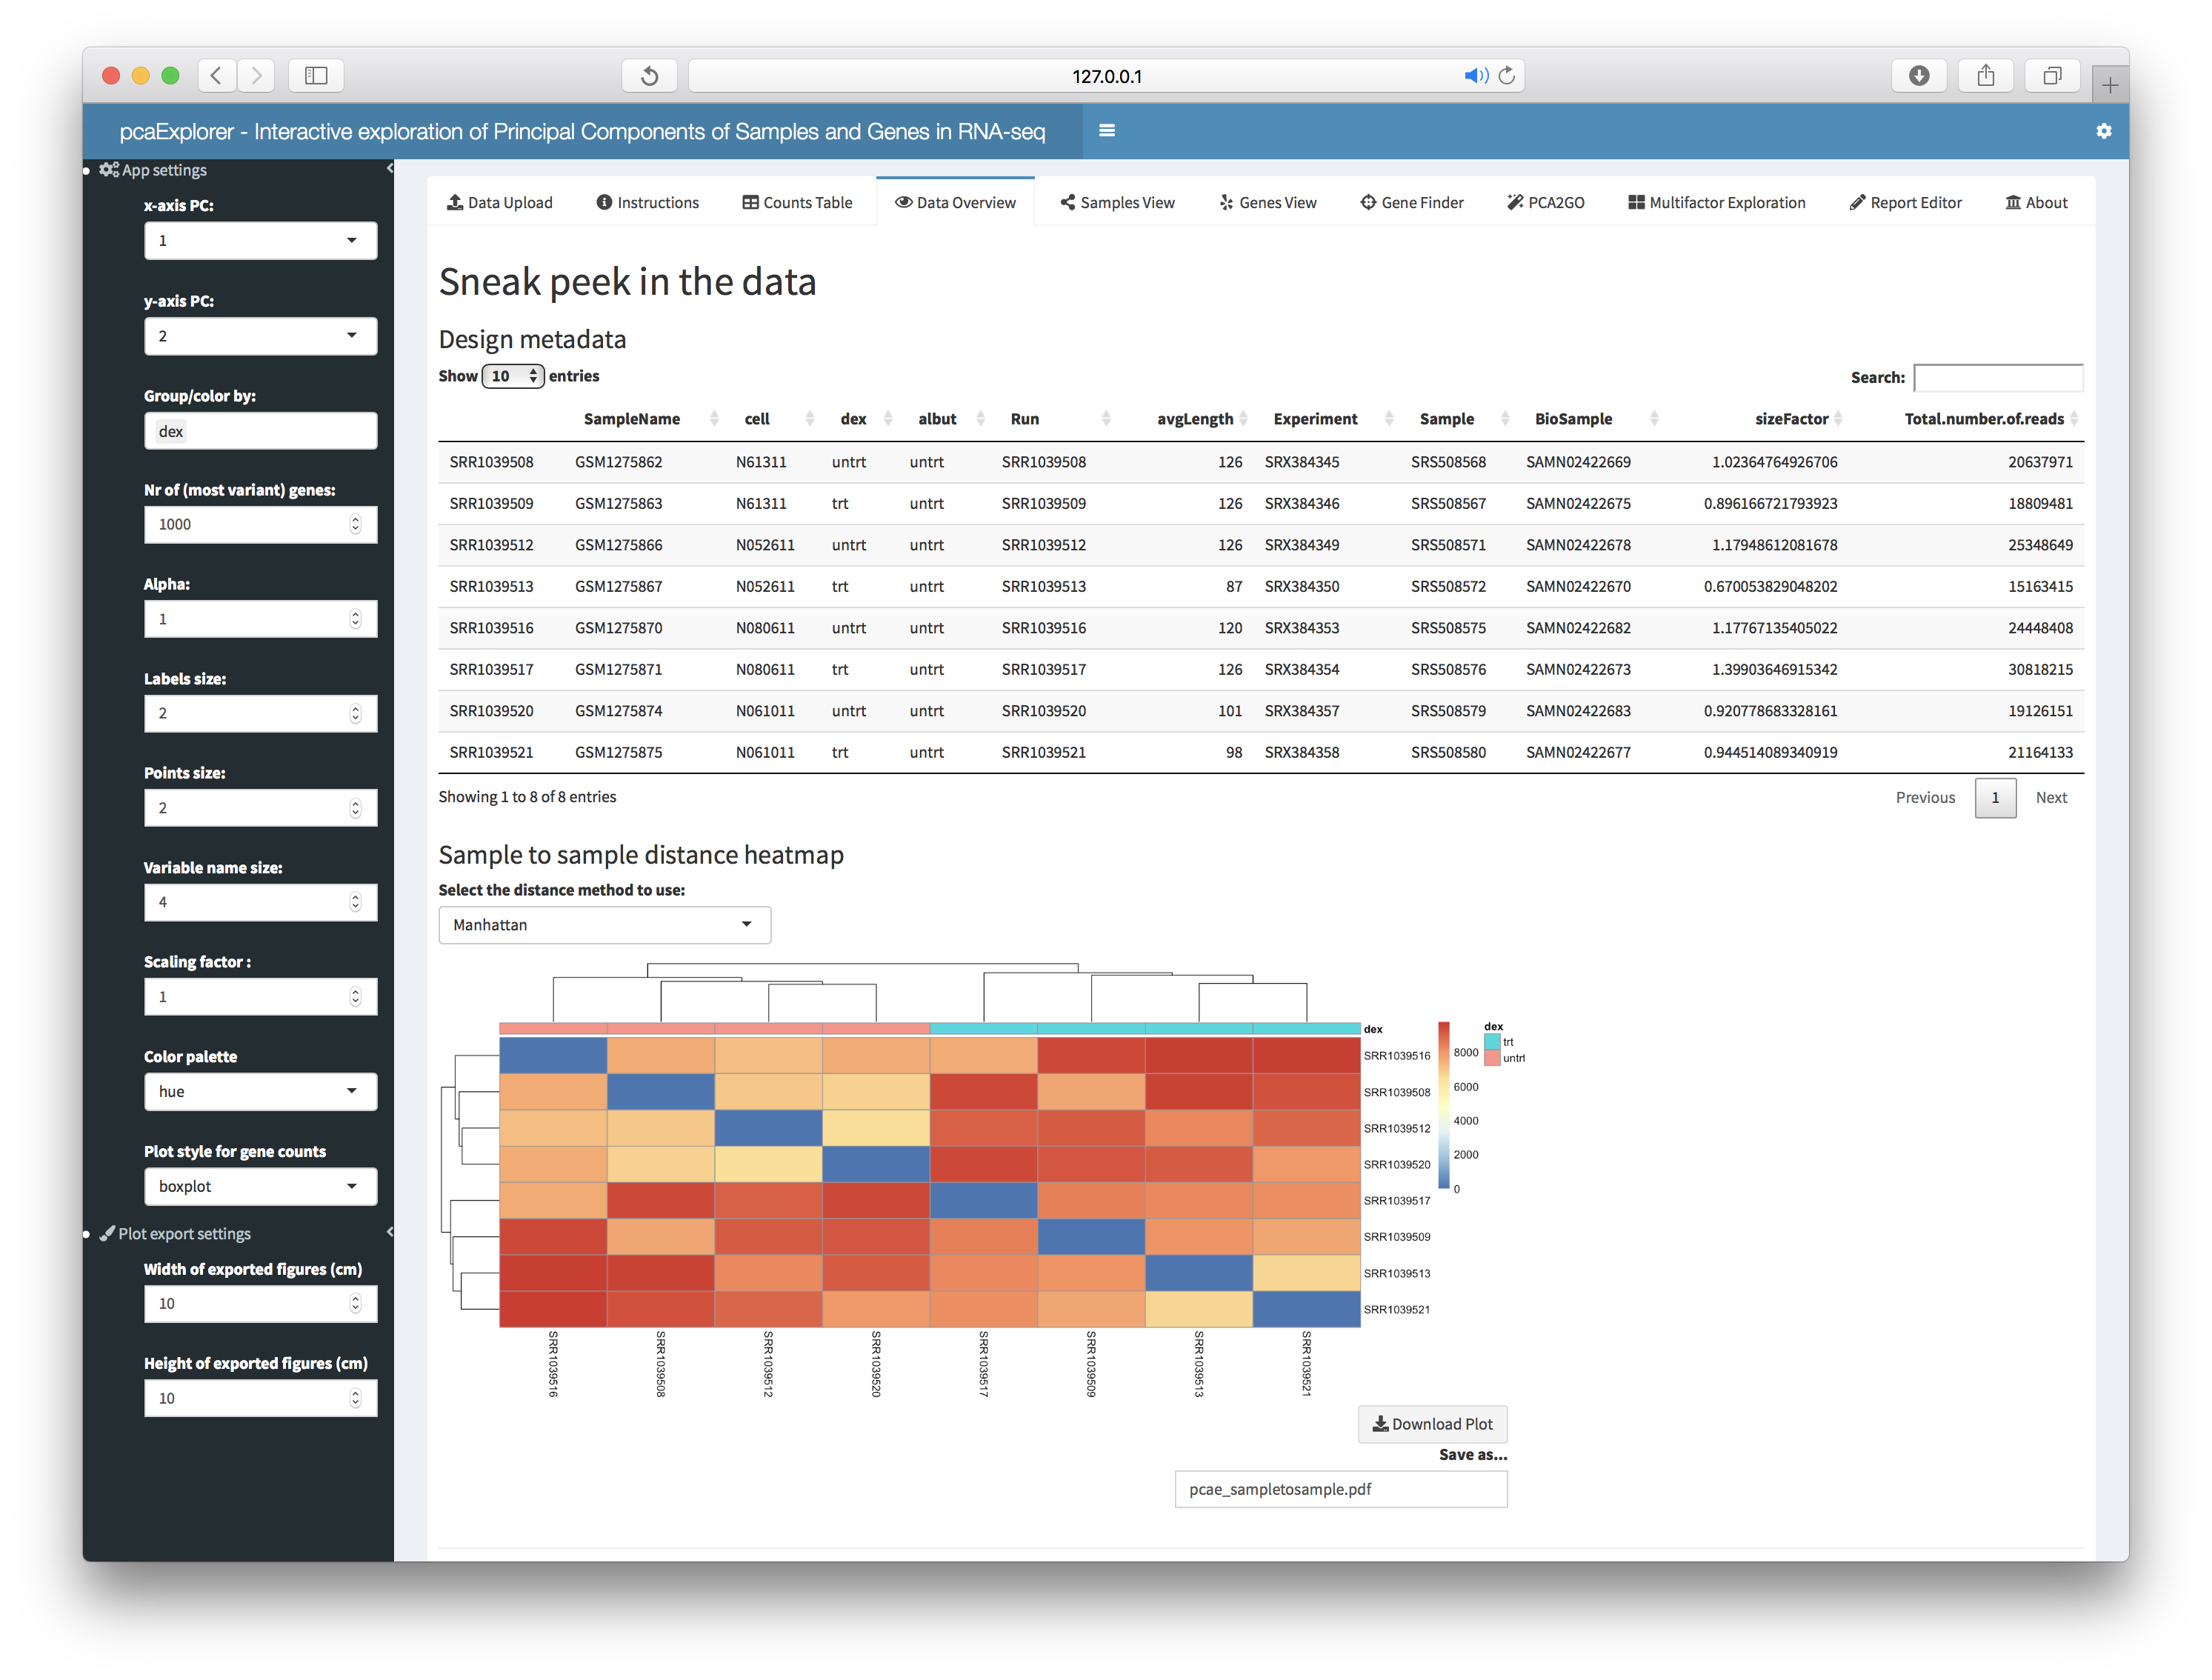 127.0.0.1
pcaExplorer - Interactive exploration of Principal Components of Samples and Genes in RNA-seq
App settings
x-axis PC:
1
y-axis PC:
2
Group/color by:
dex
Nr of (most variant) genes:
1000
Alpha:
1
Labels size:
2
Points size:
2
Variable name size:
4
Scaling factor :
1
Color palette
hue
Plot style for gene counts
boxplot
Plot export settings
Width of exported figures (cm)
10
Height of exported figures (cm)
10
Data Upload Instructions Counts Table Data Overview Samples View Genes View Gene Finder PCA2GO Multifactor Exploration Report Editor About
Sneak peek in the data
Design metadata
Show 10 entries Search:
SampleName cell dex albut Run avgLength Experiment Sample BioSample sizeFactor Total.number.of.reads
SRR1039508 GSM1275862 N61311 untrt untrt SRR1039508 126 SRX384345 SRS508568 SAMN02422669 1.02364764926706 20637971
SRR1039509 GSM1275863 N61311 trt untrt SRR1039509 126 SRX384346 SRS508567 SAMN02422675 0.896166721793923 18809481
SRR1039512 GSM1275866 N052611 untrt untrt SRR1039512 126 SRX384349 SRS508571 SAMN02422678 1.17948612081678 25348649
SRR1039513 GSM1275867 N052611 trt untrt SRR1039513 87 SRX384350 SRS508572 SAMN02422670 0.670053829048202 15163415
SRR1039516 GSM1275870 N080611 untrt untrt SRR1039516 120 SRX384353 SRS508575 SAMN02422682 1.17767135405022 24448408
SRR1039517 GSM1275871 N080611 trt untrt SRR1039517 126 SRX384354 SRS508576 SAMN02422673 1.39903646915342 30818215
SRR1039520 GSM1275874 N061011 untrt untrt SRR1039520 101 SRX384357 SRS508579 SAMN02422683 0.920778683328161 19126151
SRR1039521 GSM1275875 N061011 trt untrt SRR1039521 98 SRX384358 SRS508580 SAMN02422677 0.944514089340919 21164133
Showing 1 to 8 of 8 entries Previous 1 Next
Sample to sample distance heatmap
Select the distance method to use:
Manhattan
dex
SRR1039516
SRR1039508
SRR1039512
SRR1039520
SRR1039517
SRR1039509
SRR1039513
SRR1039521
8000
6000
4000
2000
0
dex
trt
untrt
SRR1039516
SRR1039508
SRR1039512
SRR1039520
SRR1039517
SRR1039509
SRR1039513
SRR1039521
Download Plot
Save as...
pcae_sampletosample.pdf